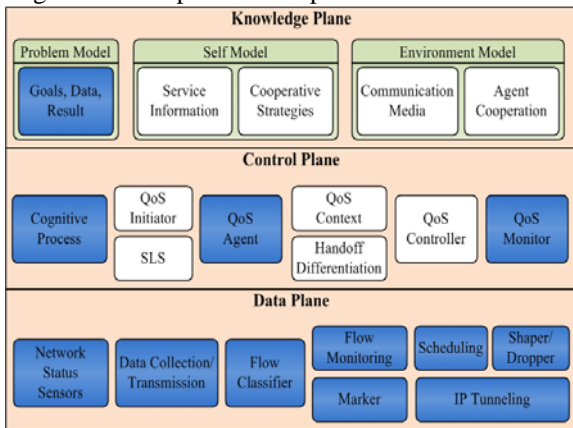 Knowledge Plane
Problem Model
Goals, Data,
Result
Self Model
Service
Information
Cooperative
Strategies
Environment Model
Communication
Media
Agent
Cooperation
Control Plane
Cognitive
Process
QoS
Initiator
SLS
QoS
Agent
QoS
Context
Handoff
Differentiation
QoS
Controller
QoS
Monitor
Data Plane
Network
Status
Sensors
Data Collection/
Transmission
Flow
Classifier
Flow
Monitoring
Marker
Scheduling
Shaper/
Dropper
IP Tunneling